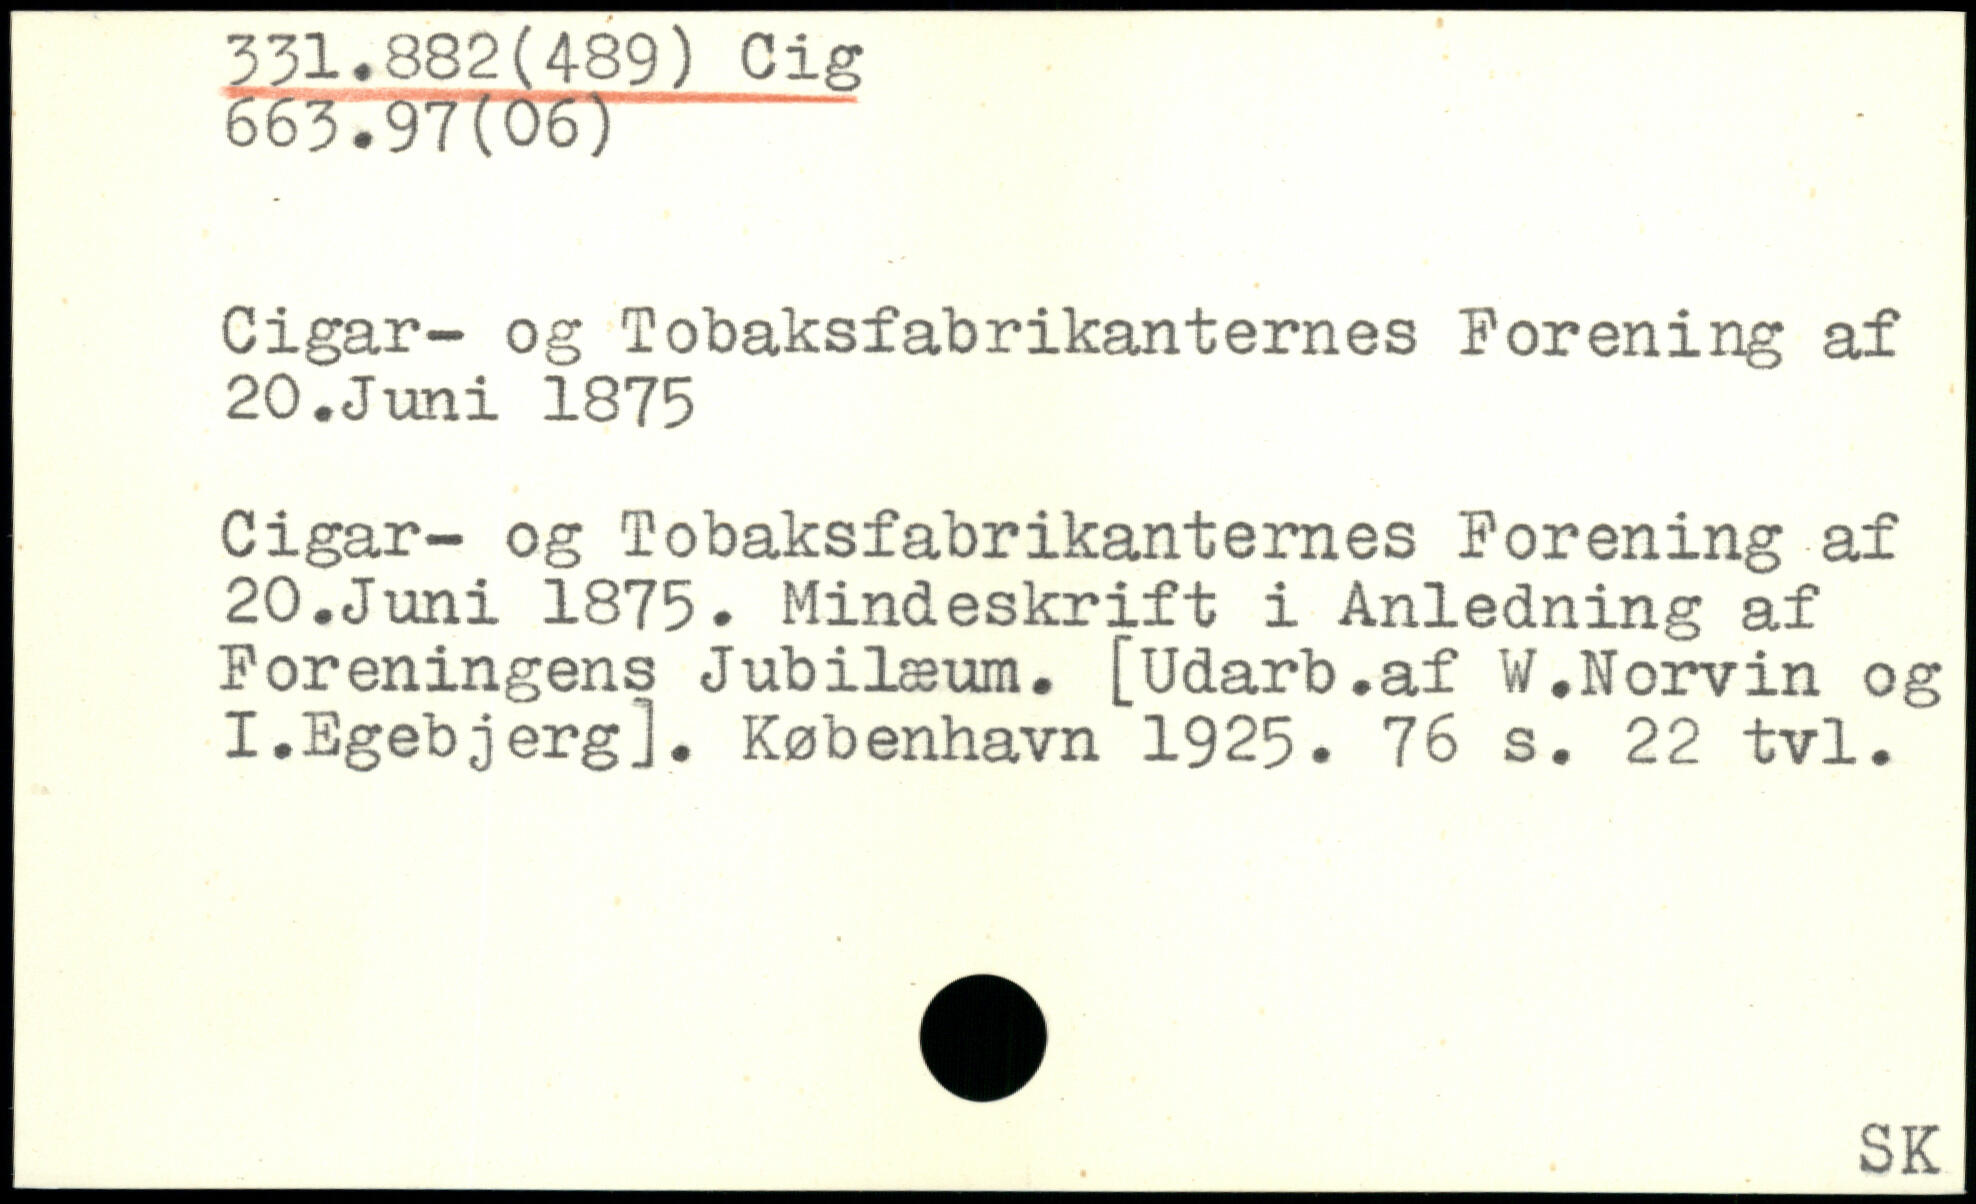 331.882(489) Cig
663.97(06)
Cigar- og Tobaksfabrikanternes Forening af
20.Juni 1875
Cigar- og Tobaksfabrikanternes Forening af
20.Juni 1875. Mindeskrift i Anledning af
Foreningens Jubilæum. [Udarb.af W.Norvin og
I.Egebjerg]. København 1925. 76 s. 22 tvl.
SK